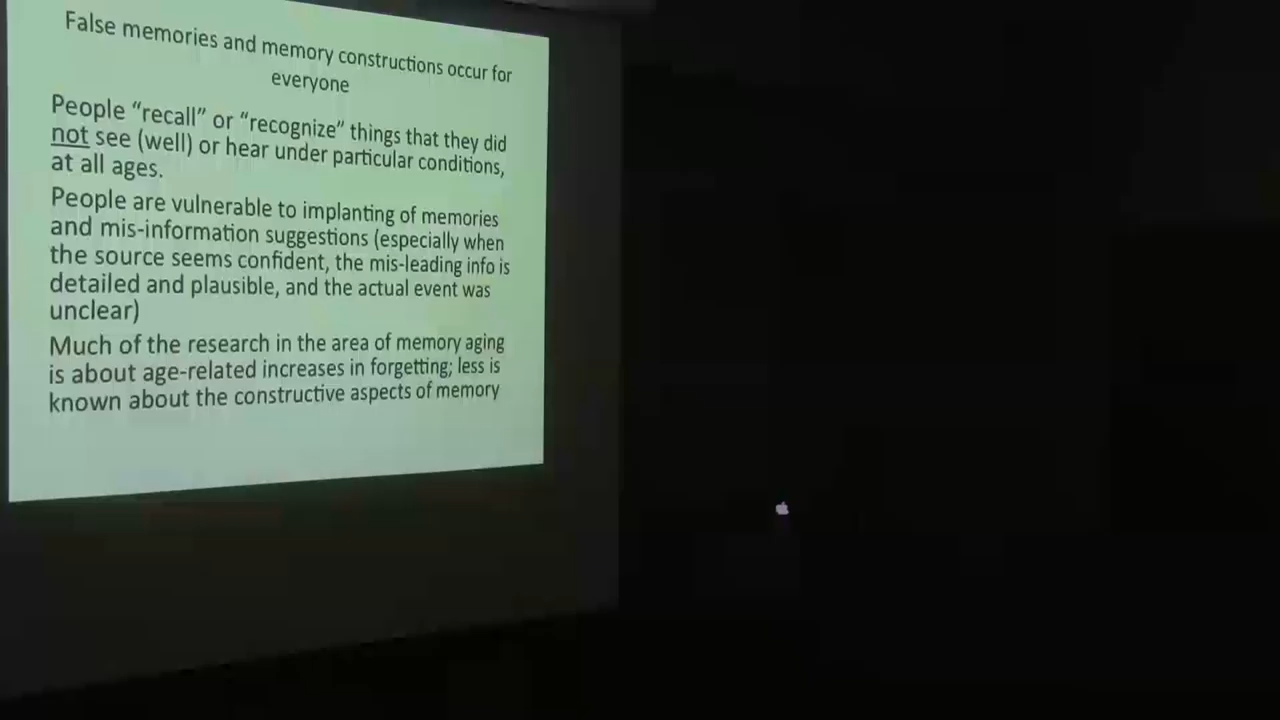 False memories and memory constructions occur for
everyone
People “recall” or “recognize” things that they did
not see (well) or hear under particular conditions,
at all ages.
People are vulnerable to implanting of memories
and mis-information suggestions (especially when
the source seems confident, the mis-leading info is
detailed and plausible, and the actual event was
unclear)
Much of the research in the area of memory aging
is about age-related increases in forgetting; less is
known about the constructive aspects of memory